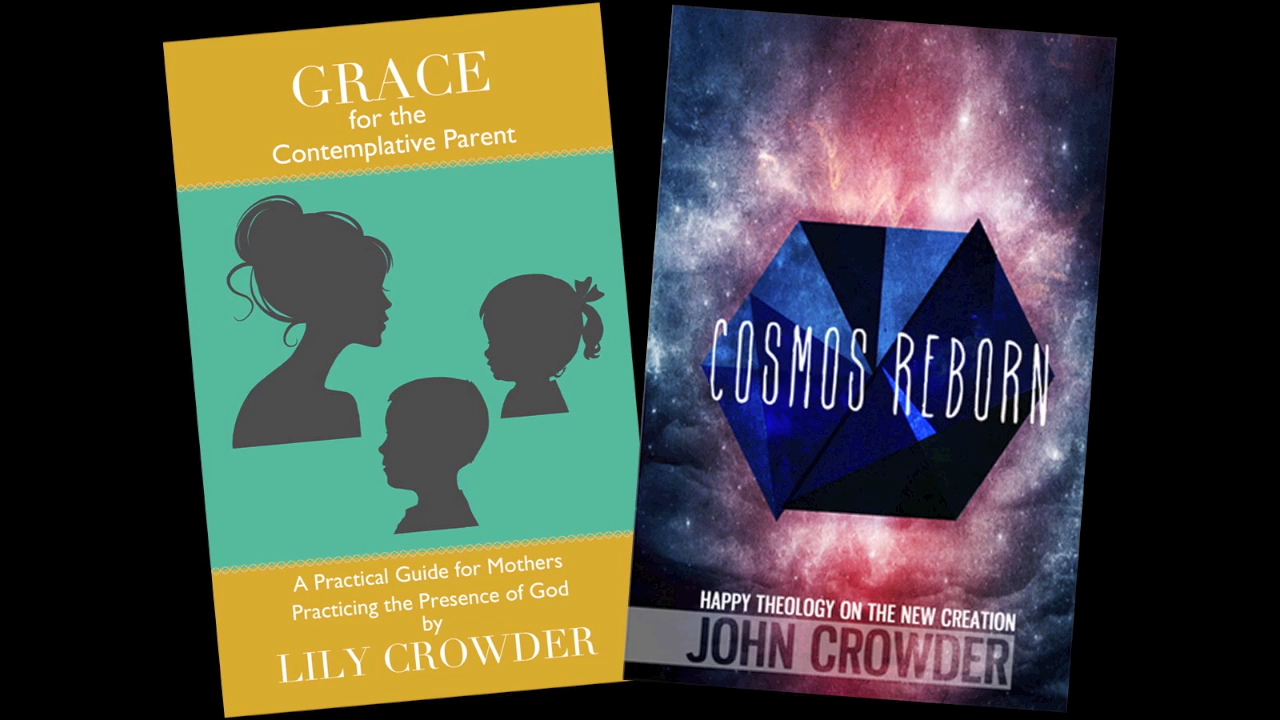 GRACE
for the
Contemplative Parent
A Practical Guide for Mothers
Practicing the Presence of God
by
LILY CROWDER
COSMOS REBORN
HAPPY THEOLOGY ON THE NEW CREATION
JOHN CROWDER